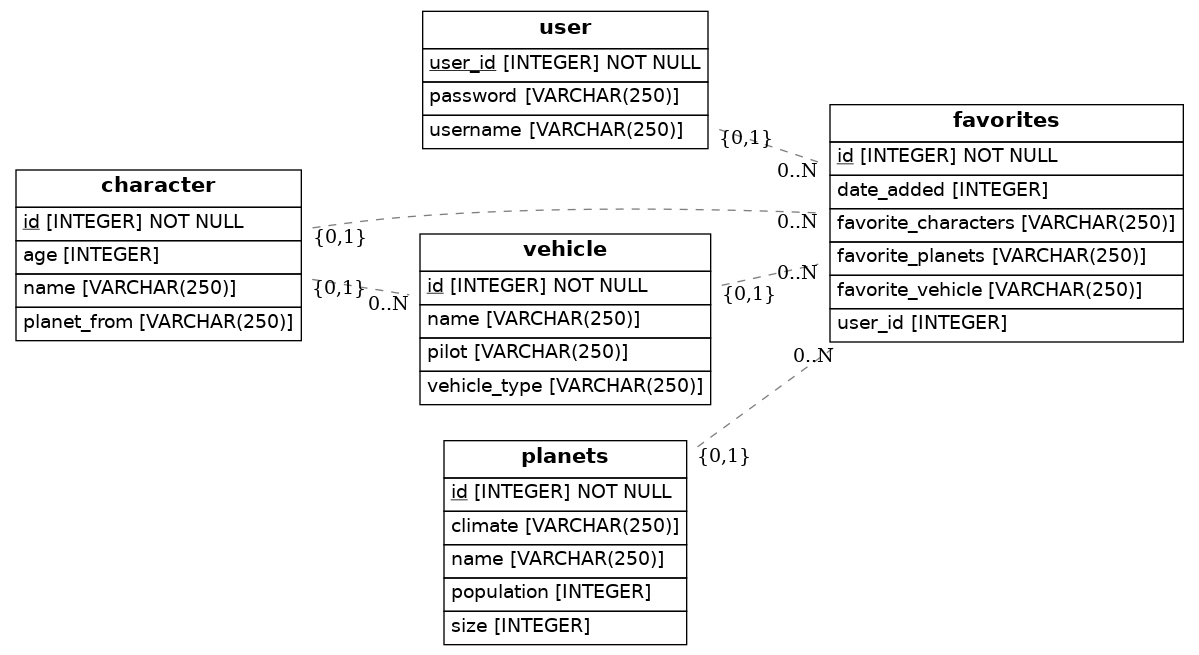 user
user_id [INTEGER] NOT NULL
password [VARCHAR(250)]
username [VARCHAR(250)]
{0,1}
0..N
favorites
id [INTEGER] NOT NULL
date_added [INTEGER]
favorite_characters [VARCHAR(250)]
favorite_planets [VARCHAR(250)]
favorite_vehicle [VARCHAR(250)]
user_id [INTEGER]
character
id [INTEGER] NOT NULL
age [INTEGER]
name [VARCHAR(250)]
planet_from [VARCHAR(250)]
{0,1}
0..N
{0,1}
0..N
vehicle
id [INTEGER] NOT NULL
name [VARCHAR(250)]
pilot [VARCHAR(250)]
vehicle_type [VARCHAR(250)]
{0,1}
0..N
0..N
{0,1}
planets
id [INTEGER] NOT NULL
climate [VARCHAR(250)]
name [VARCHAR(250)]
population [INTEGER]
size [INTEGER]